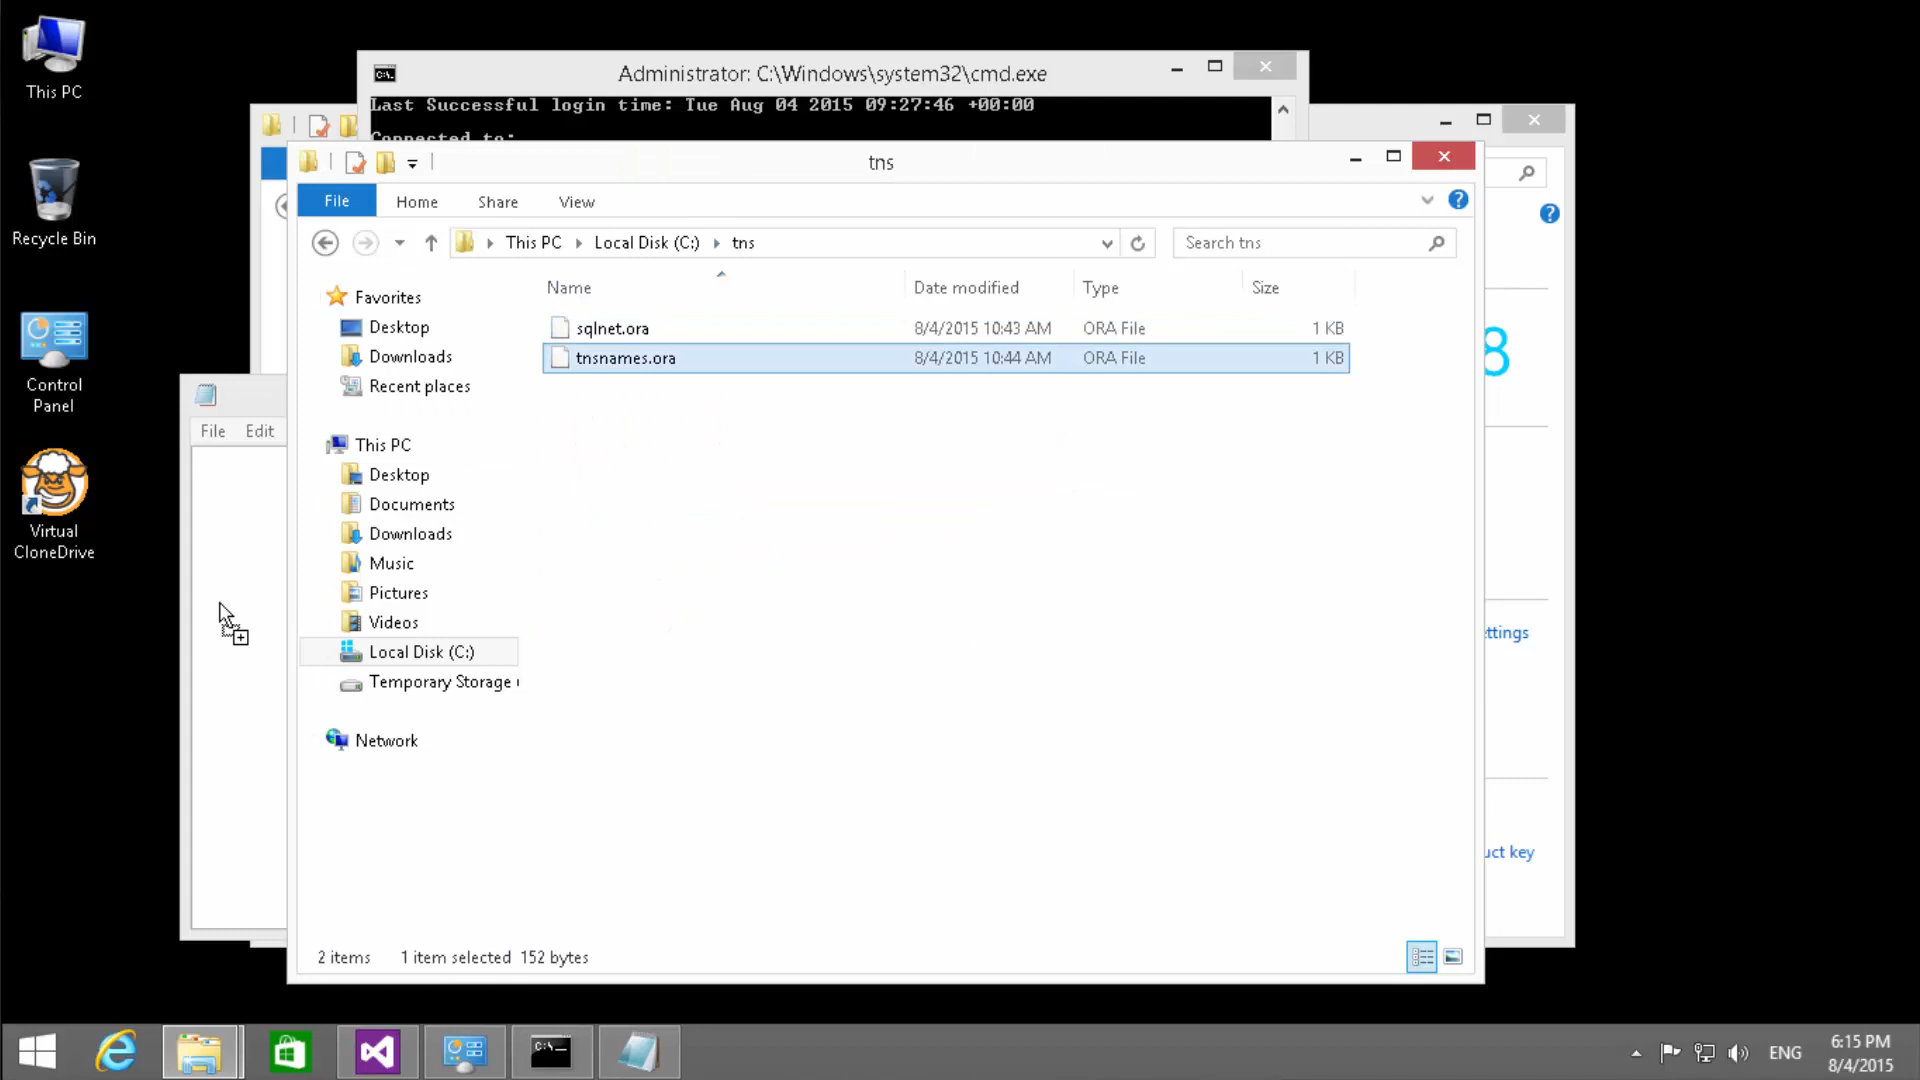 This PC
Recycle Bin
Control
Panel
Virtual
CloneDrive
Administrator: C:\Windows\system32\cmd.exe
Last Successful login time: Tue Aug 04 2015 09:27:46 +00:00
Connected to:
tns
File
Home
Share
View
This PC
Local Disk (C:)
tns
Search tns
Name
Date modified
Type
Size
sqlnet.ora
8/4/2015 10:43 AM
ORA File
1 KB
tnsnames.ora
8/4/2015 10:44 AM
ORA File
1 KB
Favorites
Desktop
Downloads
Recent places
This PC
Desktop
Documents
Downloads
Music
Pictures
Videos
Local Disk (C:)
Temporary Storage
Network
2 items
1 item selected 152 bytes
File
Edit
8
ettings
uct key
ENG
6:15 PM
8/4/2015